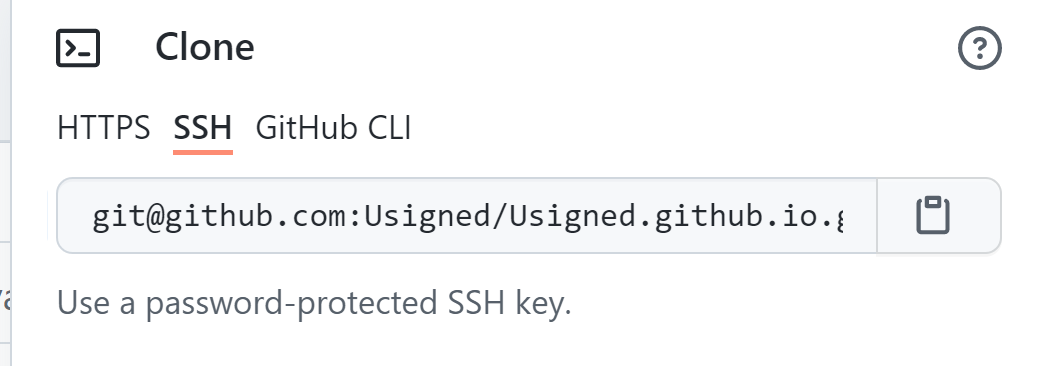 Clone
HTTPS SSH GitHub CLI
git@github.com:Usigned/Usigned.github.io.g
Use a password-protected SSH key.